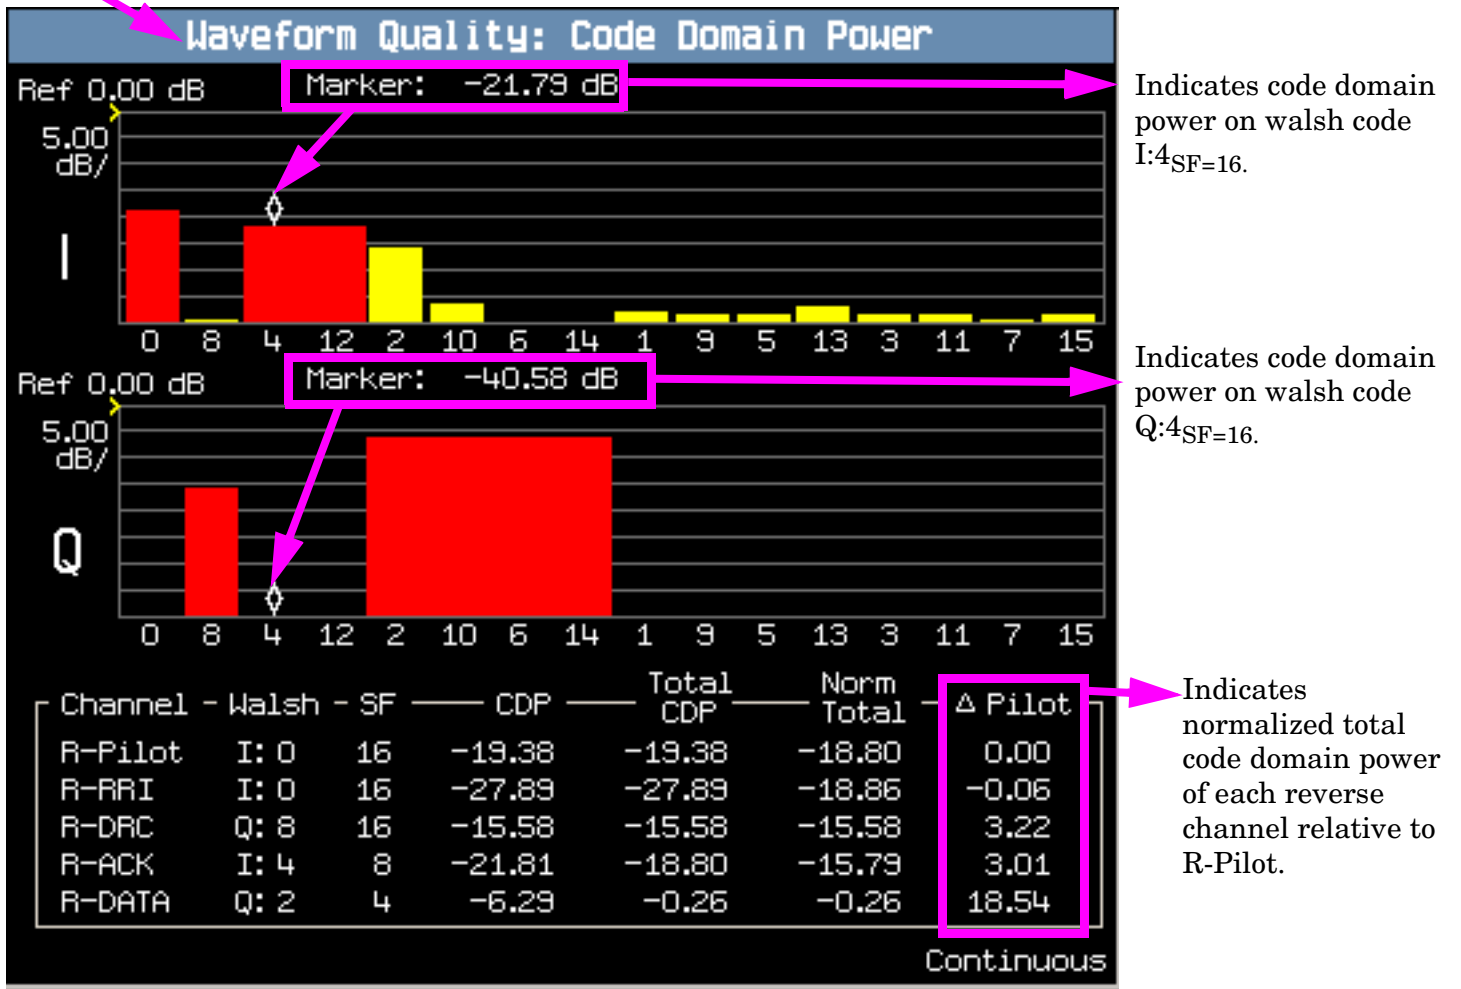 Waveform Quality: Code Domain Power
Ref 0.00 dB
Marker: -21.79 dB
5.00
dB/
I
0 8 4 12 2 10 6 14 1 9 5 13 3 11 7 15
Indicates code domain
power on walsh code
I:4SF=16.
Ref 0.00 dB
Marker: -40.58 dB
5.00
dB/
Q
0 8 4 12 2 10 6 14 1 9 5 13 3 11 7 15
Indicates code domain
power on walsh code
Q:4SF=16.
Channel Walsh SF CDP Total CDP Norm Total Δ Pilot
R-Pilot I: 0 16 -19.38 -19.38 -18.80 0.00
R-RRI I: 0 16 -27.89 -27.89 -18.86 -0.06
R-DRC Q: 8 16 -15.58 -15.58 -15.58 3.22
R-ACK I: 4 8 -21.81 -18.80 -15.79 3.01
R-DATA Q: 2 4 -6.29 -0.26 -0.26 18.54
Continuous
Indicates
normalized total
code domain power
of each reverse
channel relative to
R-Pilot.